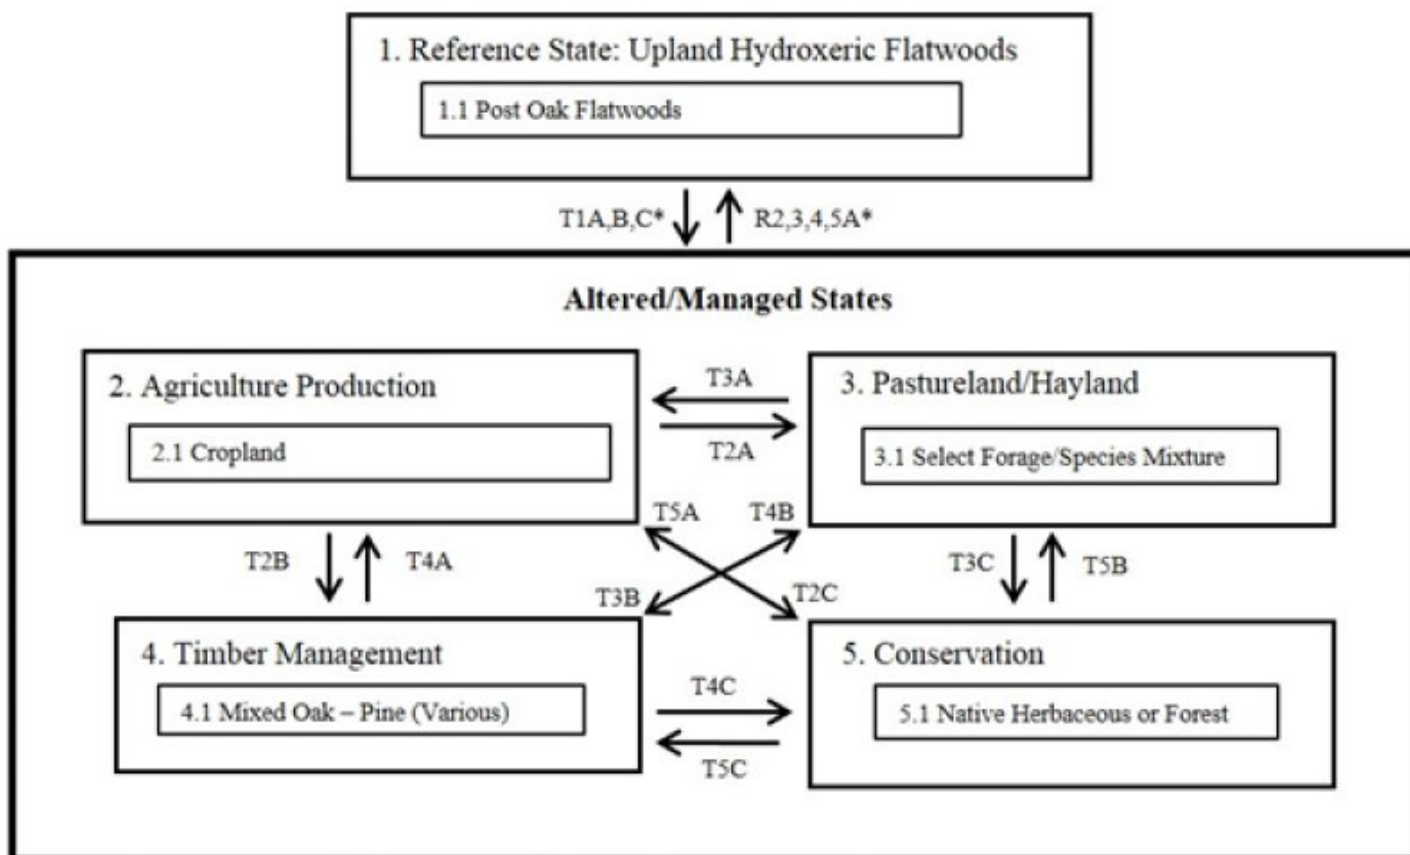 1. Reference State: Upland Hydroxeric Flatwoods
1.1 Post Oak Flatwoods
T1A,B,C*
R2,3,4,5A*
Altered/Managed States
2. Agriculture Production
2.1 Cropland
T3A
T2A
3. Pastureland/Hayland
3.1 Select Forage/Species Mixture
T5A
T4B
T2B
T4A
T3C
T5B
T3B
T2C
4. Timber Management
4.1 Mixed Oak – Pine (Various)
T4C
T5C
5. Conservation
5.1 Native Herbaceous or Forest